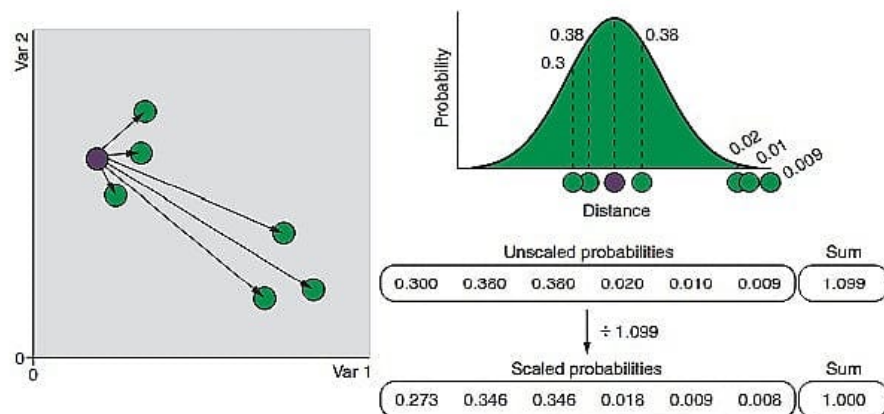 Var 2
0
0
Var 1
Probability
0.3
0.38
0.38
0.02
0.01
0.009
Distance
Unscaled probabilities Sum
0.300 0.380 0.380 0.020 0.010 0.009 1.099
÷ 1.099
Scaled probabilities Sum
0.273 0.346 0.346 0.018 0.009 0.008 1.000